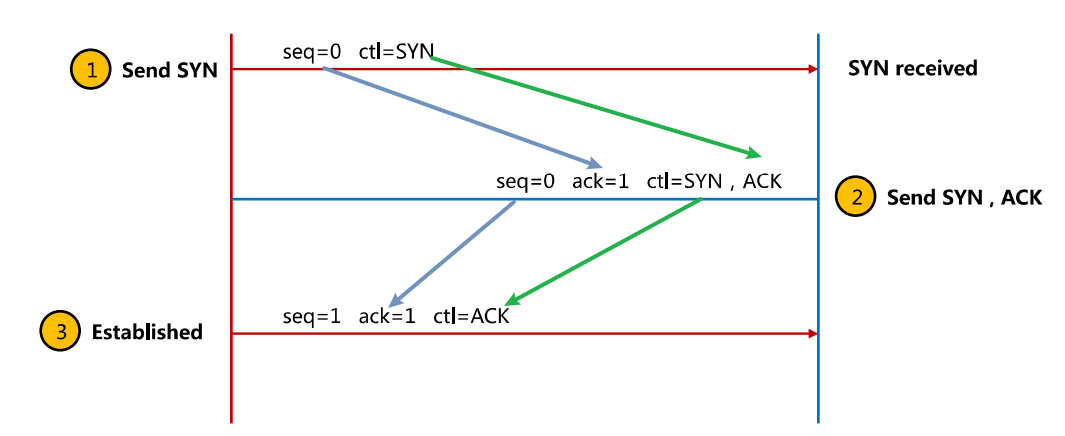 seq=0 ctl=SYN
1 Send SYN
SYN received
seq=0 ack=1 ctl=SYN , ACK
2 Send SYN , ACK
seq=1 ack=1 ctl=ACK
3 Established